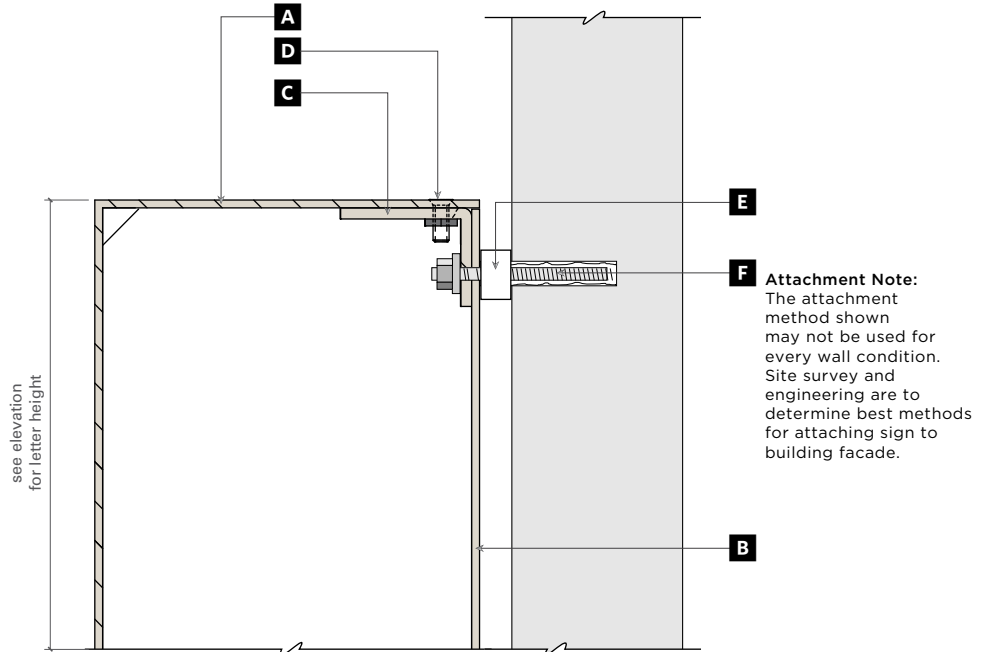 A
D
C
E
F
Attachment Note:
The attachment
method shown
may not be used for
every wall condition.
Site survey and
engineering are to
determine best methods
for attaching sign to
building facade.
see elevation
for letter height
B